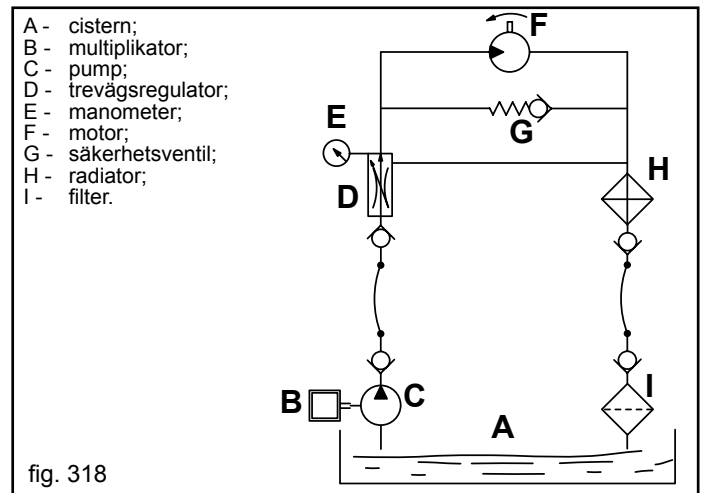 A - cistern;
B - multiplikator;
C - pump;
D - trevägsregulator;
E - manometer;
F - motor;
G - säkerhetsventil;
H - radiator;
I - filter.
F
E
G
D
H
B
C
I
A
fig. 318